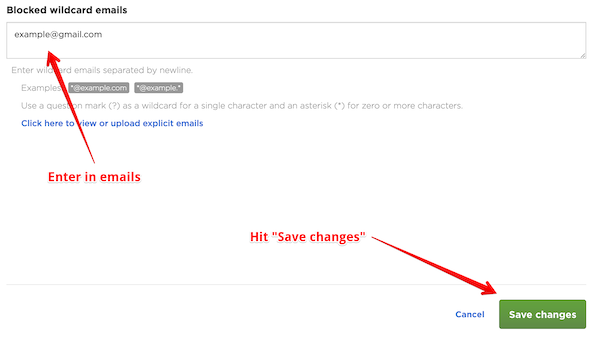 Blocked wildcard emails
example@gmail.com
Enter wildcard emails separated by newline.
Examples: *@example.com *@example.*
Use a question mark (?) as a wildcard for a single character and an asterisk (*) for zero or more characters.
Click here to view or upload explicit emails
Enter in emails
Hit "Save changes"
Cancel Save changes